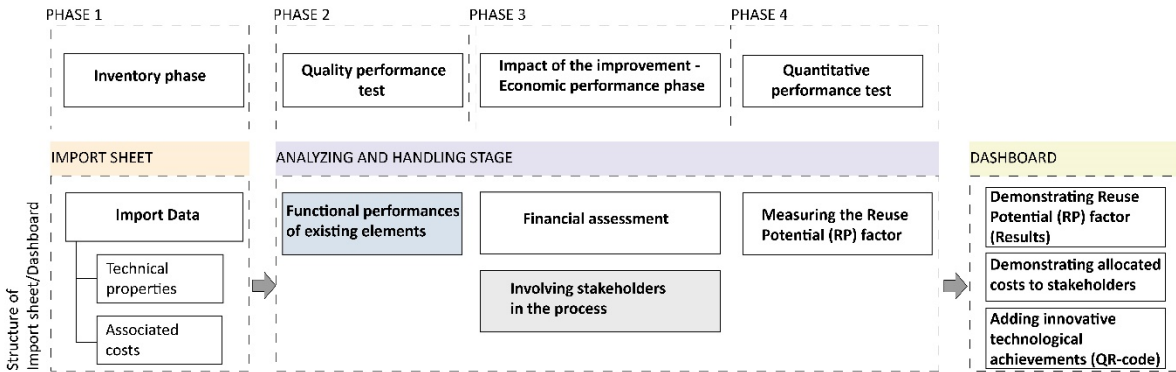 PHASE 1
PHASE 2
PHASE 3
PHASE 4
Inventory phase
Quality performance
test
Impact of the improvement -
Economic performance phase
Quantitative
performance test
IMPORT SHEET
ANALYZING AND HANDLING STAGE
DASHBOARD
Structure of
Import sheet/Dashboard
Import Data
Technical
properties
Associated
costs
Functional performances
of existing elements
Financial assessment
Involving stakeholders
in the process
Measuring the Reuse
Potential (RP) factor
Demonstrating Reuse
Potential (RP) factor
(Results)
Demonstrating allocated
costs to stakeholders
Adding innovative
technological
achievements (QR-code)